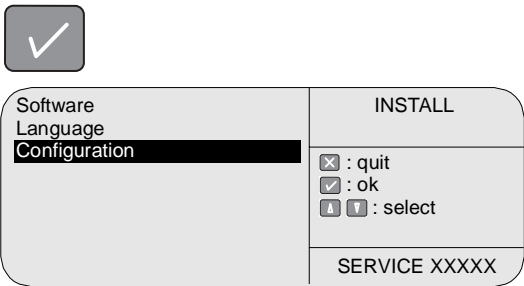 Software
Language
Configuration
INSTALL
: quit
: ok
: select
SERVICE XXXXX